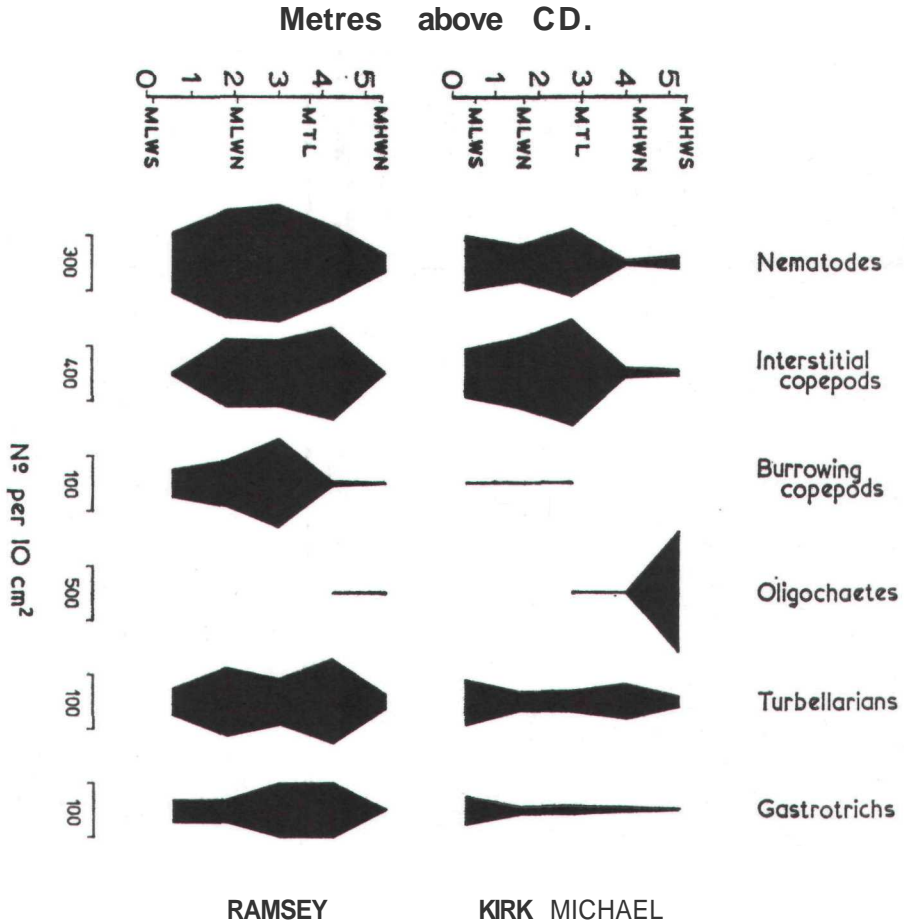 Metres above CD.
0 1 2 3 4 5
MLWS MLWN MTL MHWN
0 1 2 3 4 5
MLWS MLWN MTL MHWN MHWS
300
Nematodes
400
Interstitial
copepods
100
Burrowing
copepods
500
Oligochaetes
100
Turbellarians
100
Gastrotrichs
Nº per 10 cm²
RAMSEY KIRK MICHAEL